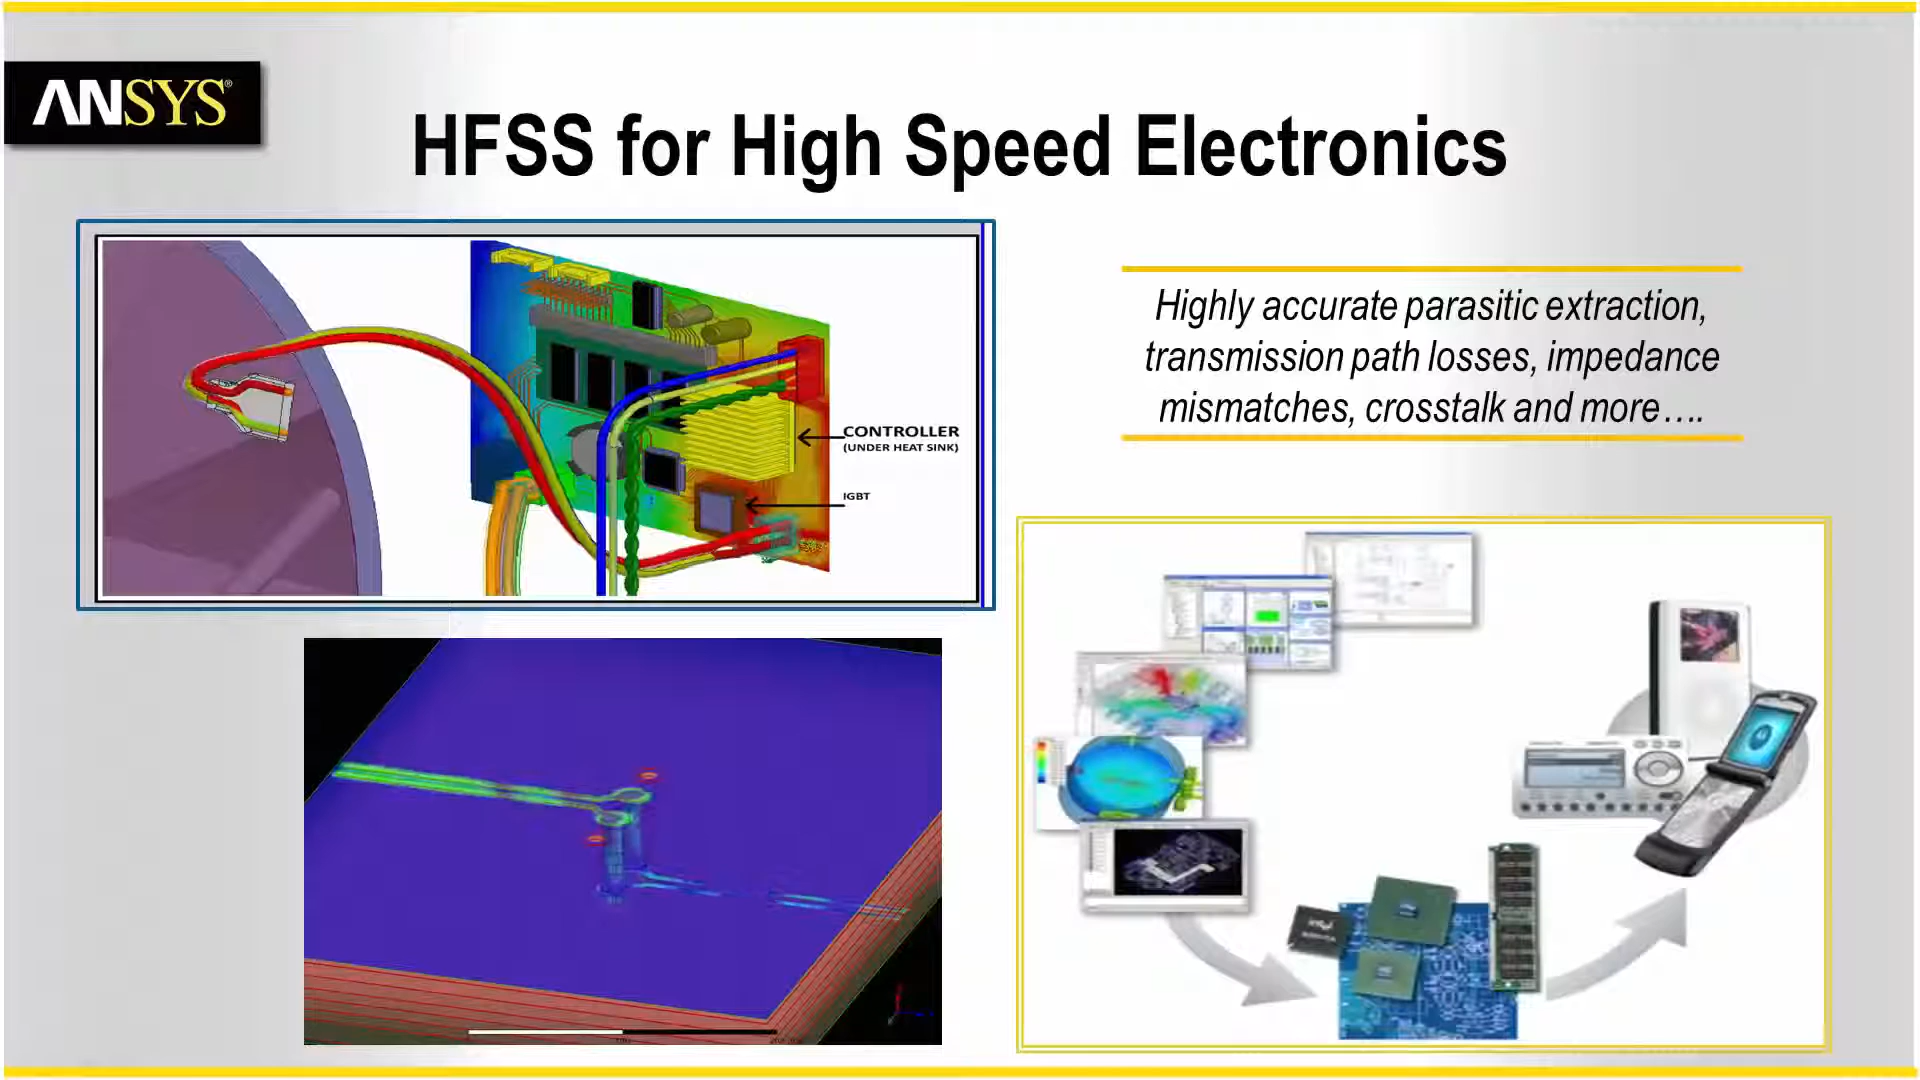 ANSYS®
HFSS for High Speed Electronics
CONTROLLER
(UNDER HEAT SINK)
IGBT
Highly accurate parasitic extraction,
transmission path losses, impedance
mismatches, crosstalk and more….
intel